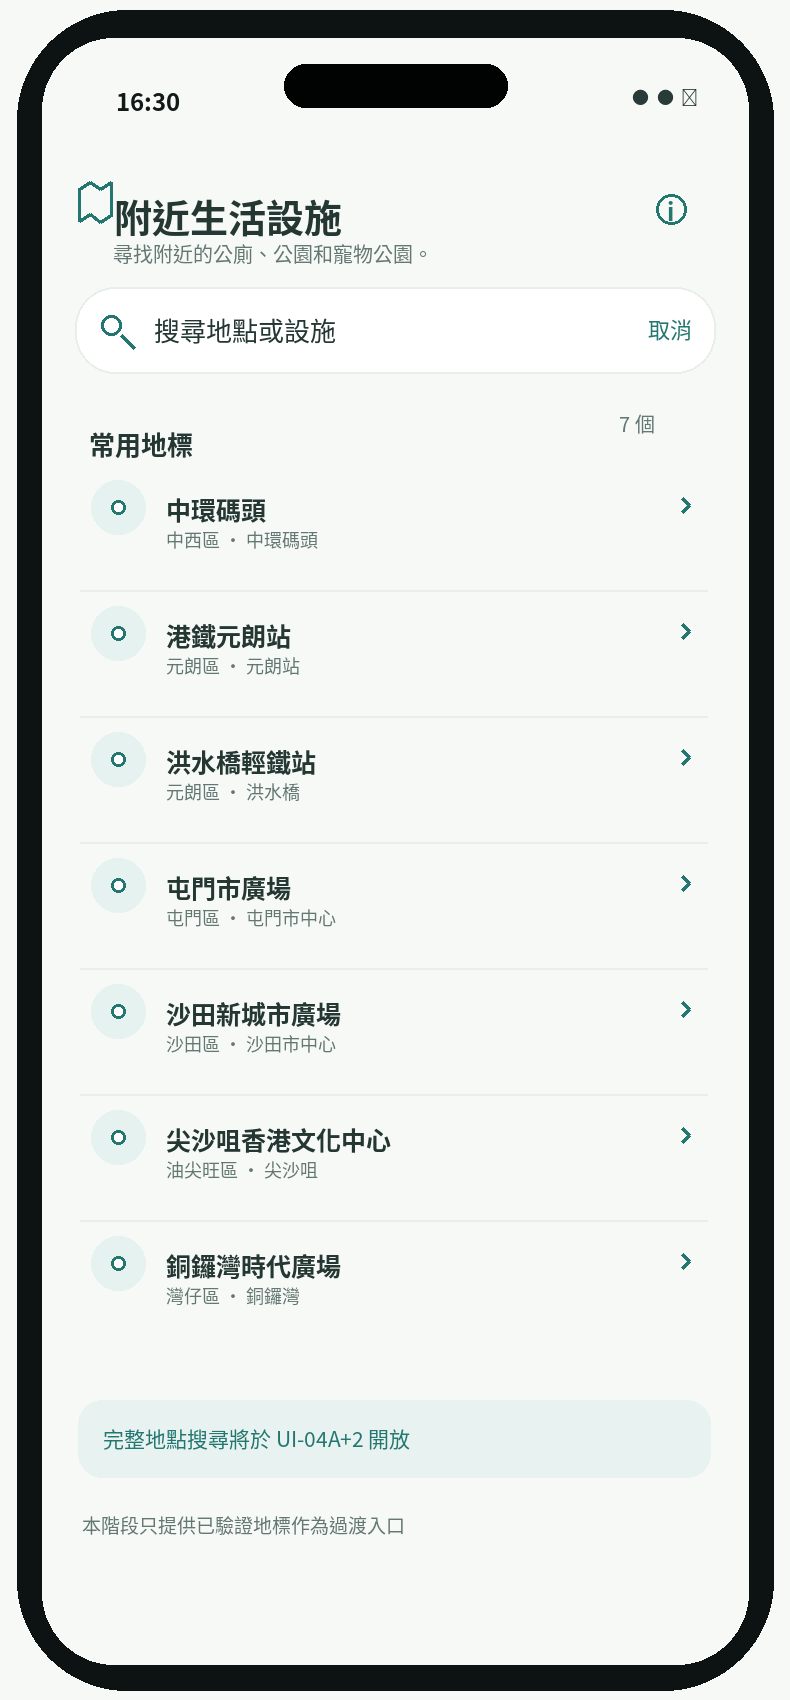 16:30
附近生活設施
尋找附近的公廁、公園和寵物公園。
搜尋地點或設施
取消
7 個
常用地標
中環碼頭
中西區 • 中環碼頭
港鐵元朗站
元朗區 • 元朗站
洪水橋輕鐵站
元朗區 • 洪水橋
屯門市廣場
屯門區 • 屯門市中心
沙田新城市廣場
沙田區 • 沙田市中心
尖沙咀香港文化中心
油尖旺區 • 尖沙咀
銅鑼灣時代廣場
灣仔區 • 銅鑼灣
完整地點搜尋將於 UI-04A+2 開放
本階段只提供已驗證地標作為過渡入口